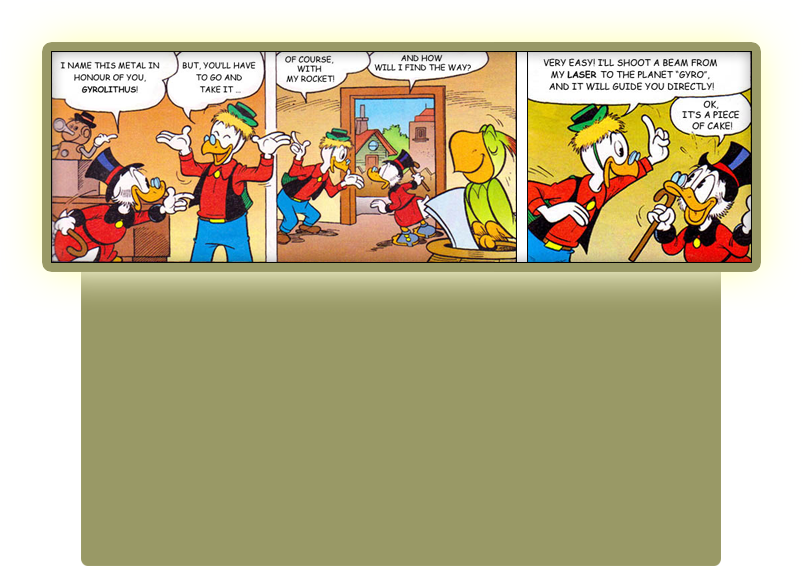 I NAME THIS METAL IN
HONOUR OF YOU,
GYROLITHUS!
BUT, YOU'LL HAVE
TO GO AND
TAKE IT ...
OF COURSE,
WITH
MY ROCKET!
AND HOW
WILL I FIND THE WAY?
VERY EASY! I'LL SHOOT A BEAM FROM
MY LASER TO THE PLANET "GYRO",
AND IT WILL GUIDE YOU DIRECTLY!
OK,
IT'S A PIECE
OF CAKE!